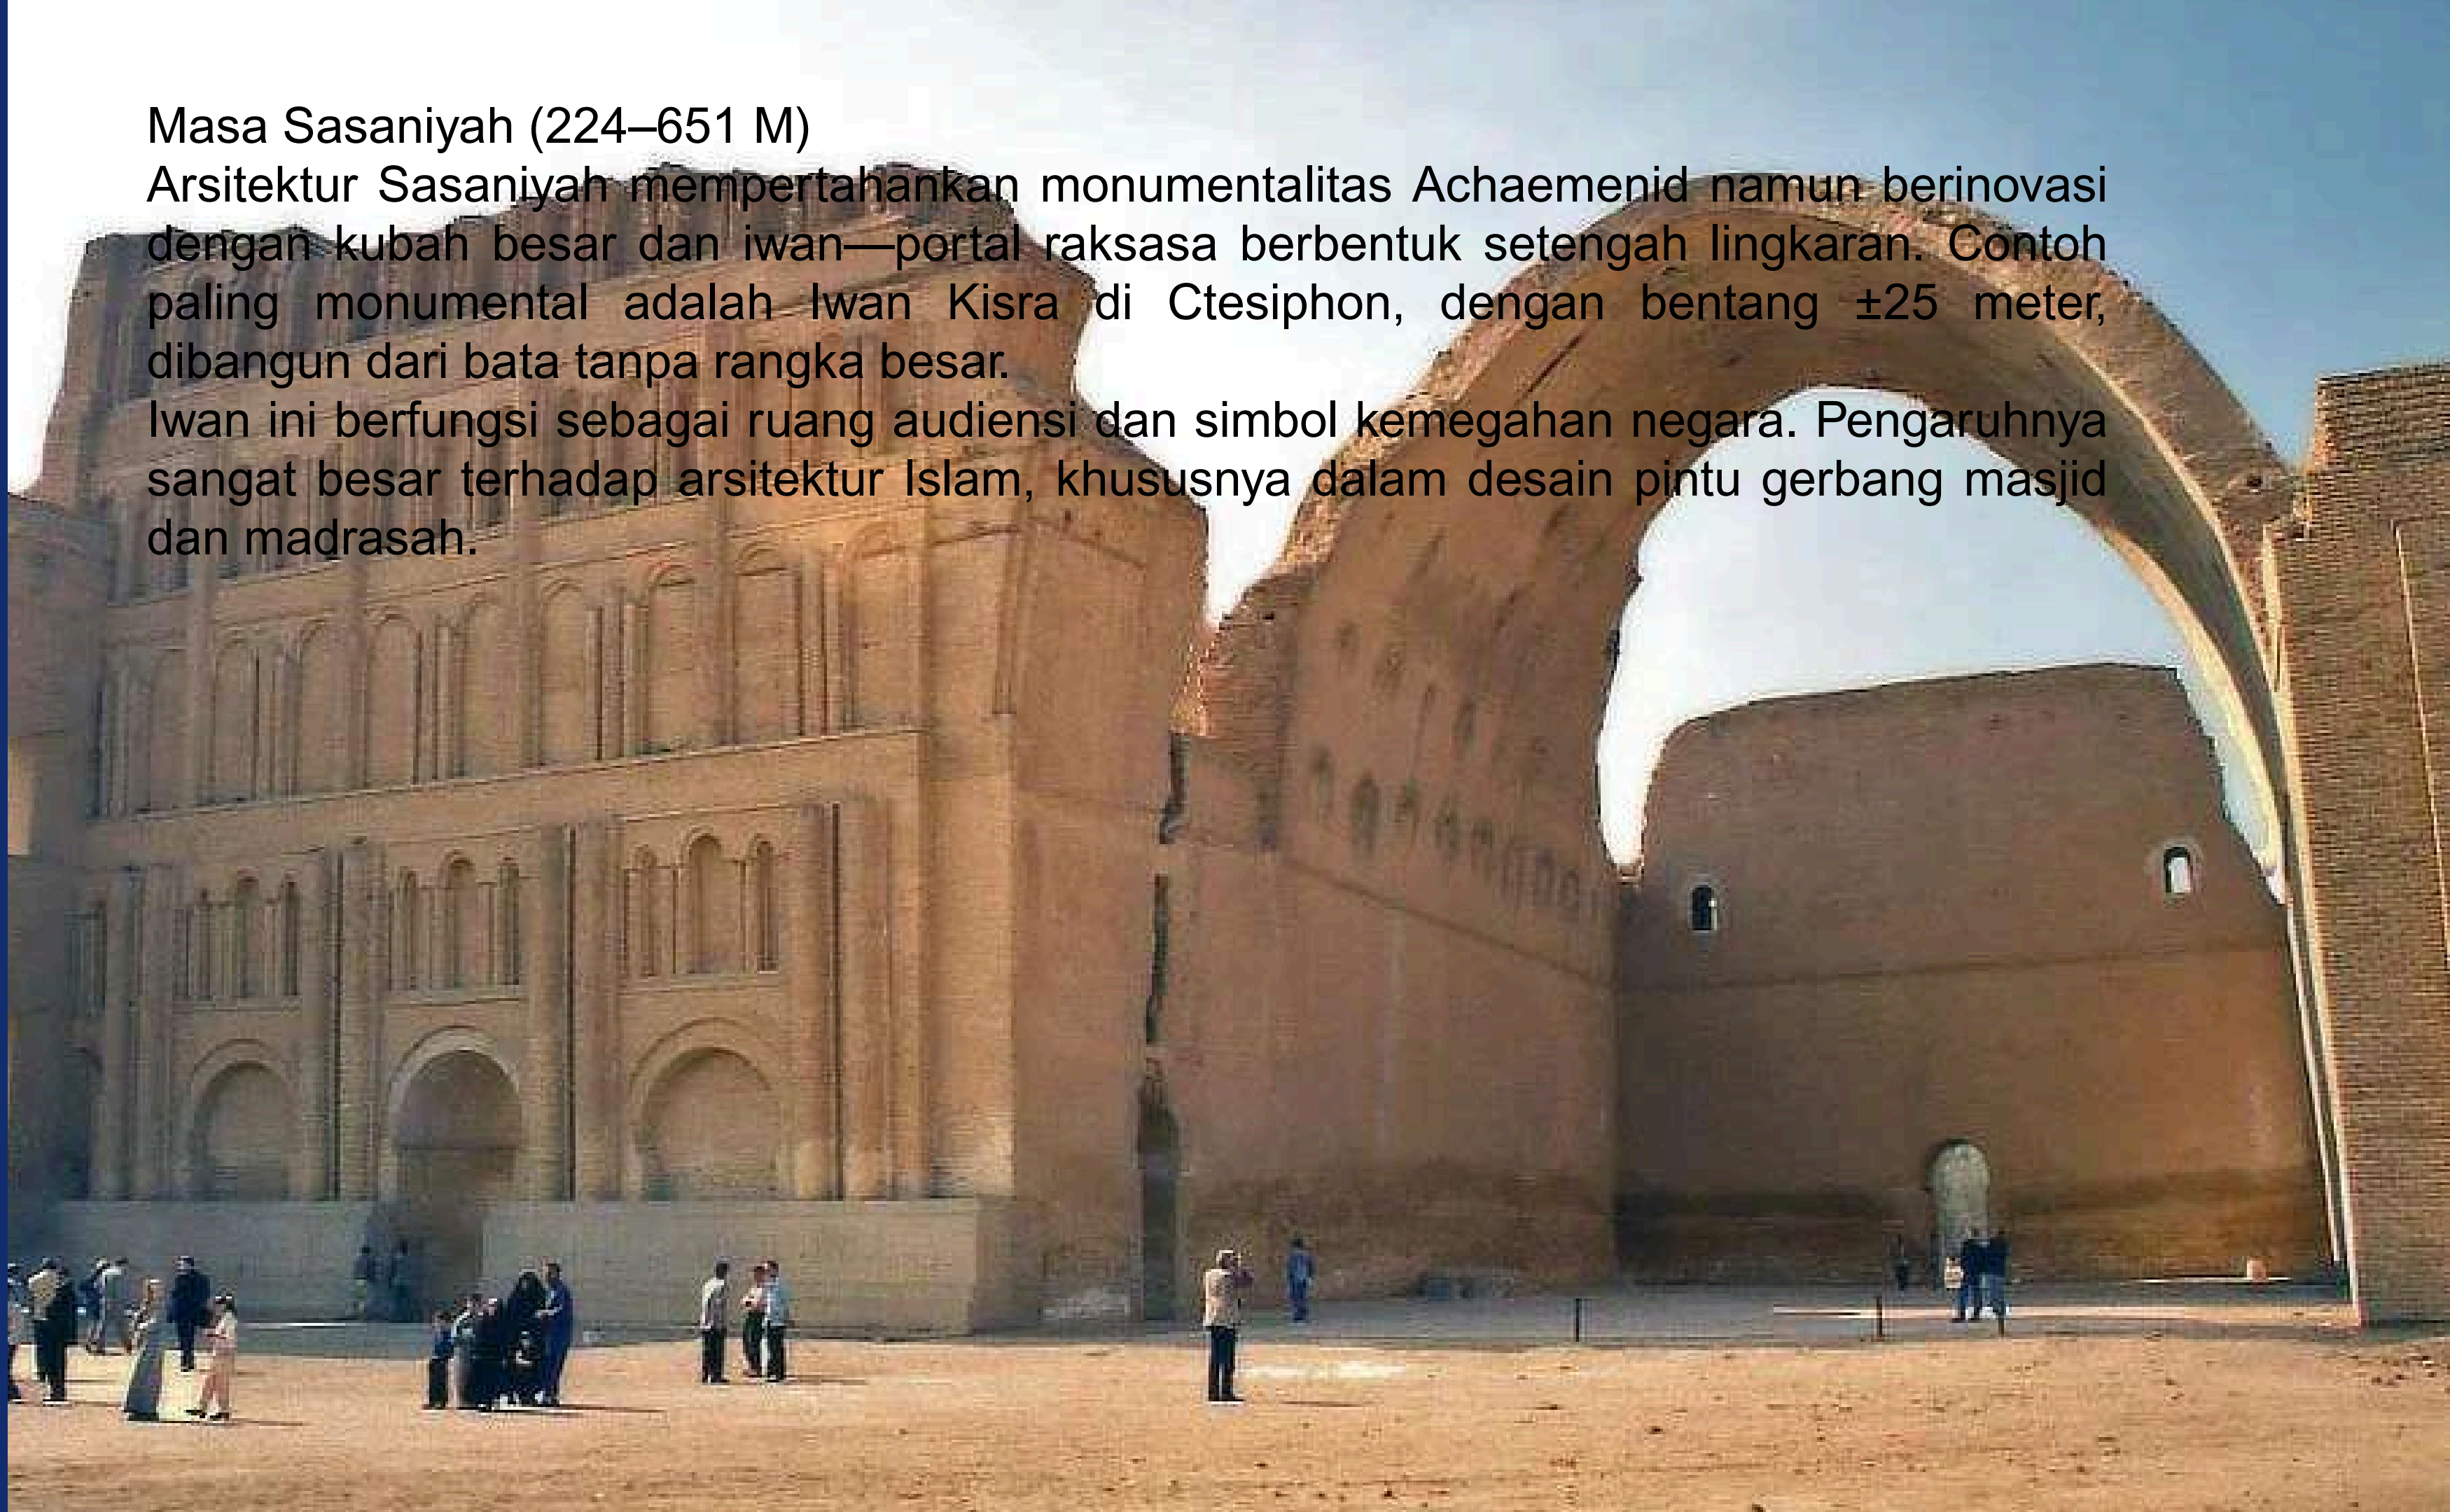 Masa Sasaniyah (224–651 M)
Arsitektur Sasaniyah mempertahankan monumentalitas Achaemenid namun berinovasi
dengan kubah besar dan iwan—portal raksasa berbentuk setengah lingkaran. Contoh
paling monumental adalah Iwan Kisra di Ctesiphon, dengan bentang ±25 meter,
dibangun dari bata tanpa rangka besar.
Iwan ini berfungsi sebagai ruang audiensi dan simbol kemegahan negara. Pengaruhnya
sangat besar terhadap arsitektur Islam, khususnya dalam desain pintu gerbang masjid
dan madrasah.